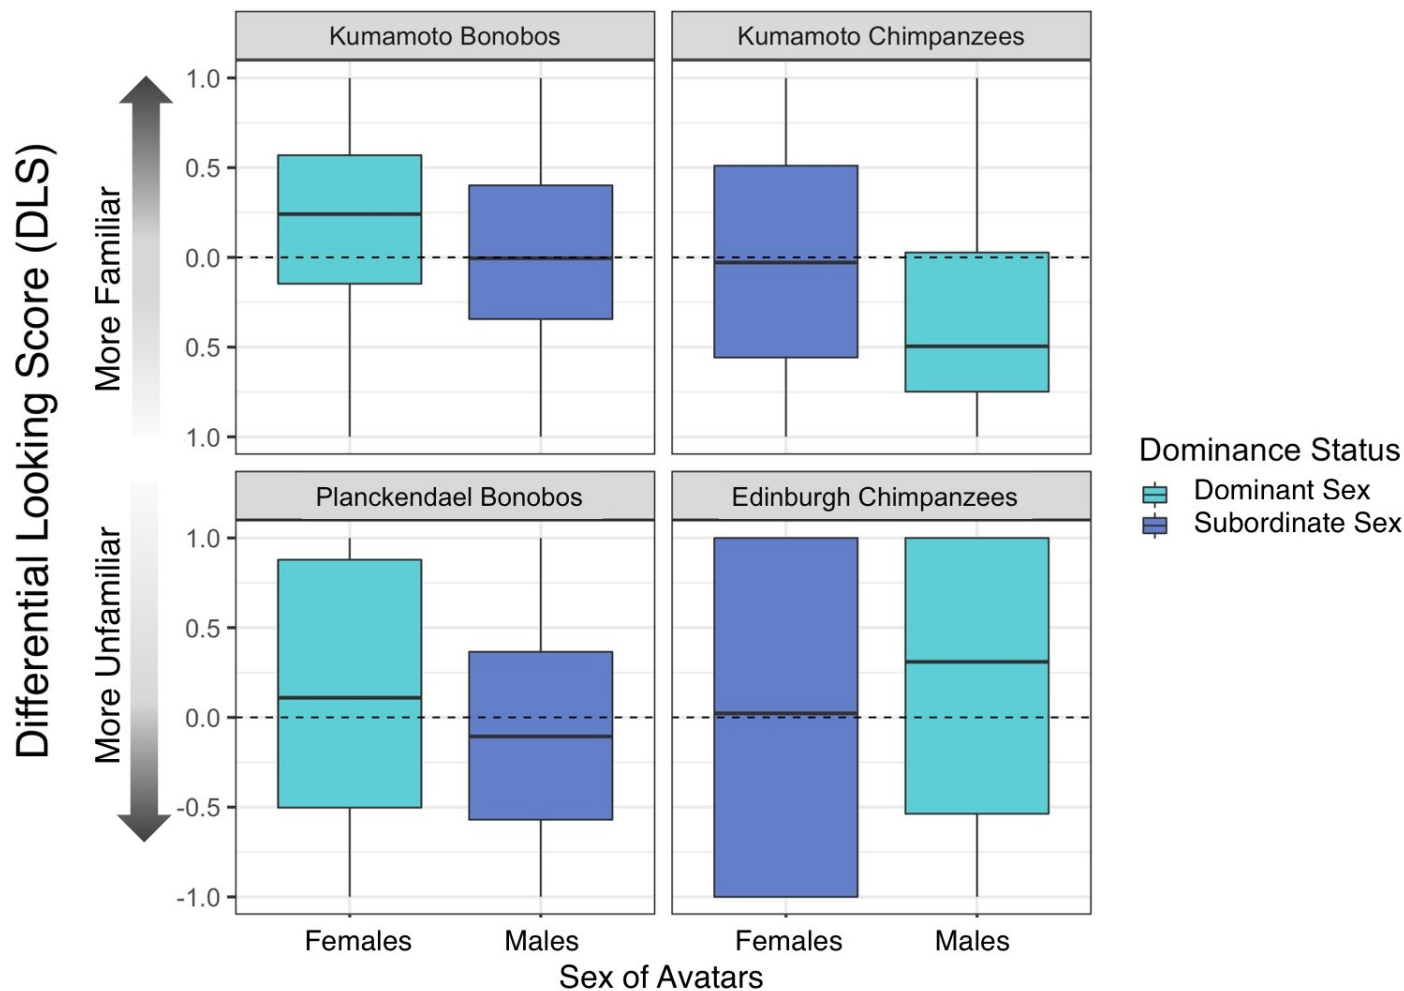 Kumamoto Bonobos
Kumamoto Chimpanzees
1.0
0.5
0.0
0.5
1.0
Differential Looking Score (DLS)
More Familiar
More Unfamiliar
Planckendael Bonobos
Edinburgh Chimpanzees
1.0
0.5
0.0
-0.5
-1.0
Females
Males
Females
Males
Sex of Avatars
Dominance Status
Dominant Sex
Subordinate Sex